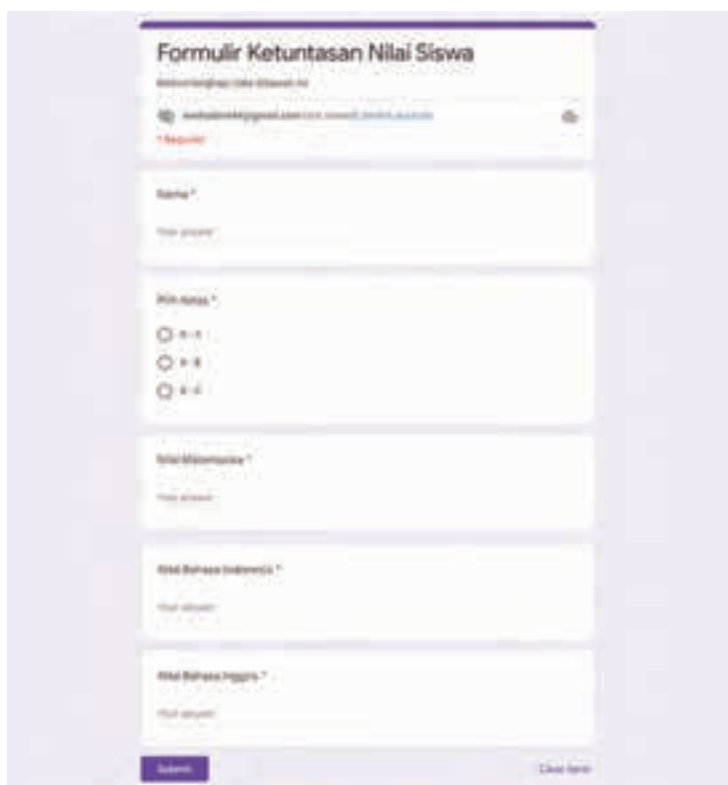 Formulir Ketuntasan Nilai Siswa
* Required
Name *
Your answer
Pilih Kelas *
Nilai Matematika *
Your answer
Nilai Bahasa Indonesia *
Your answer
Nilai Bahasa Inggris *
Your answer
Submit
Clear form